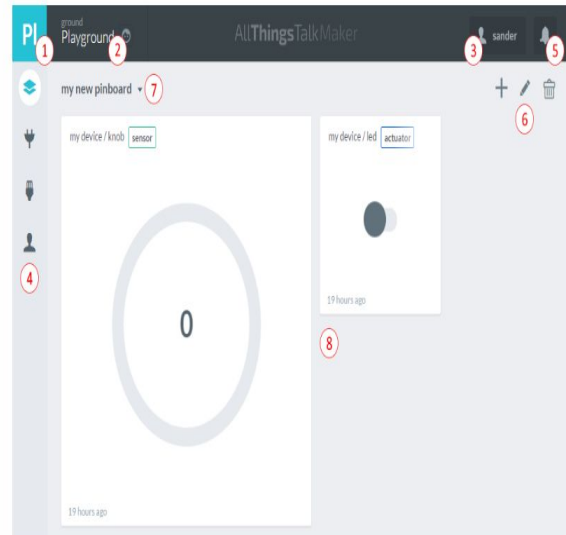 PI
ground
Playground
AllThingsTalkMaker
sander
1
2
3
5
my new pinboard
7
6
my device / knob sensor
my device / led actuator
4
0
19 hours ago
8
19 hours ago